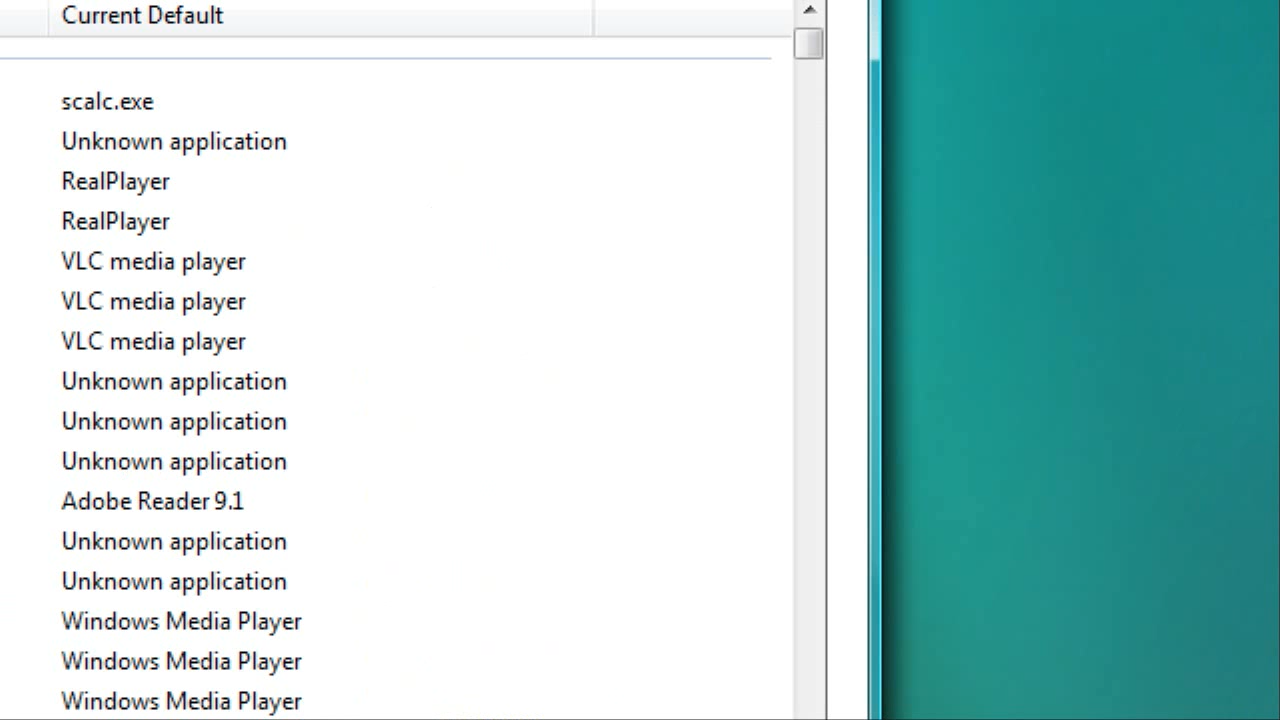 Current Default
scalc.exe
Unknown application
RealPlayer
RealPlayer
VLC media player
VLC media player
VLC media player
Unknown application
Unknown application
Unknown application
Adobe Reader 9.1
Unknown application
Unknown application
Windows Media Player
Windows Media Player
Windows Media Player